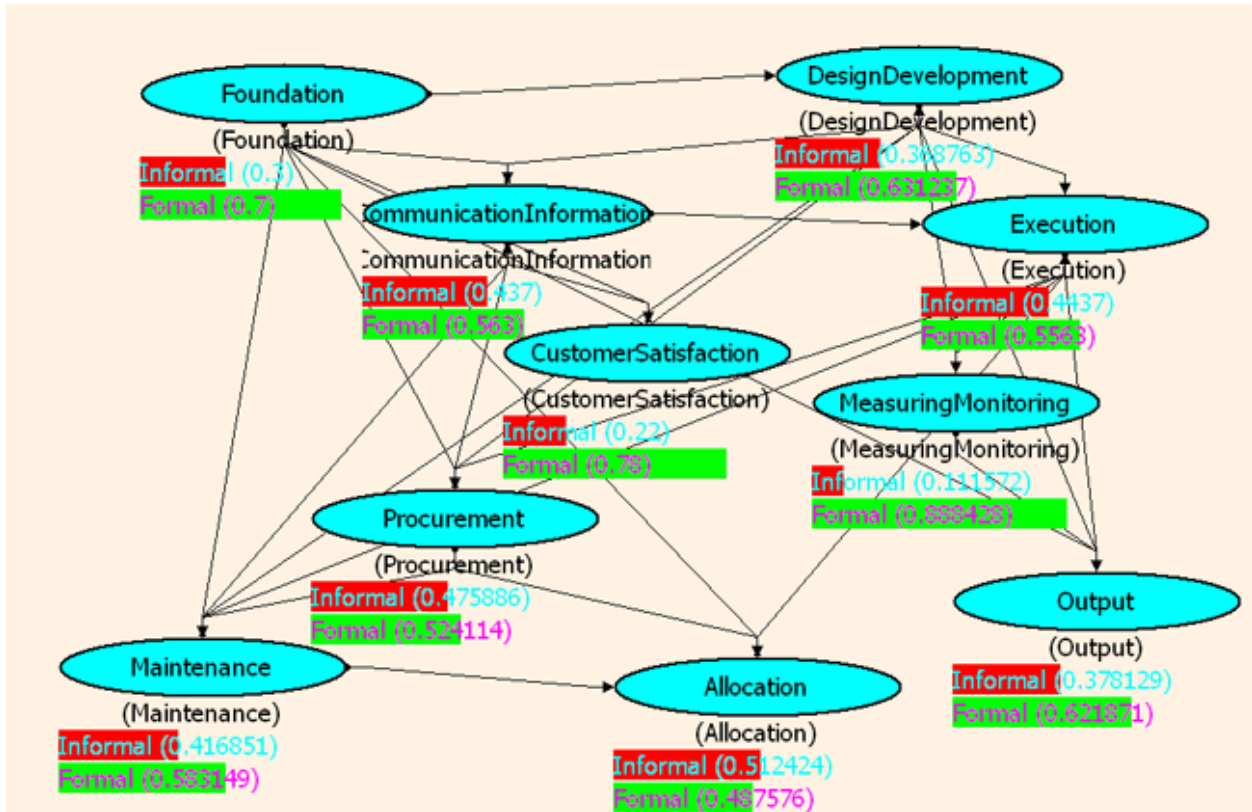 Foundation
(Foundation)
Informal (0.3)
Formal (0.7)
DesignDevelopment
(DesignDevelopment)
Informal (0.368763)
Formal (0.631237)
ommunicationInformation
CommunicationInformation
Informal (0.437)
Formal (0.563)
Execution
(Execution)
Informal (0.4437)
Formal (0.5563)
CustomerSatisfaction
(CustomerSatisfaction)
Informal (0.22)
Formal (0.78)
MeasuringMonitoring
(MeasuringMonitoring)
Informal (0.111572)
Formal (0.888428)
Procurement
(Procurement)
Informal (0.475886)
Formal (0.524114)
Output
(Output)
Informal (0.378129)
Formal (0.621871)
Maintenance
(Maintenance)
Informal (0.416851)
Formal (0.583149)
Allocation
(Allocation)
Informal (0.512424)
Formal (0.487576)